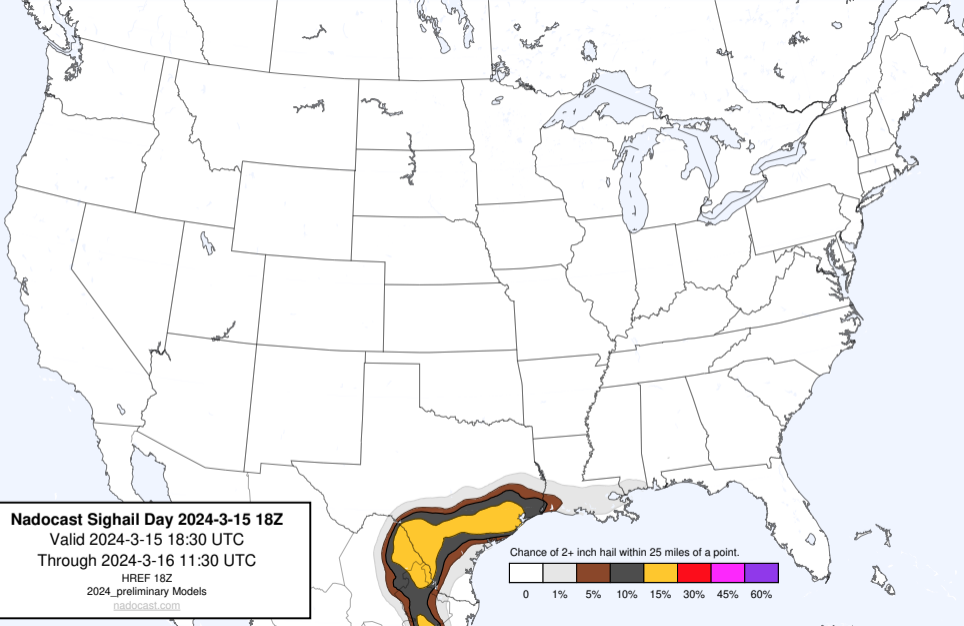 Nadocast Sighail Day 2024-3-15 18Z
Valid 2024-3-15 18:30 UTC
Through 2024-3-16 11:30 UTC
HREF 18Z
2024_preliminary Models
nadocast.com
Chance of 2+ inch hail within 25 miles of a point.
0 1% 5% 10% 15% 30% 45% 60%